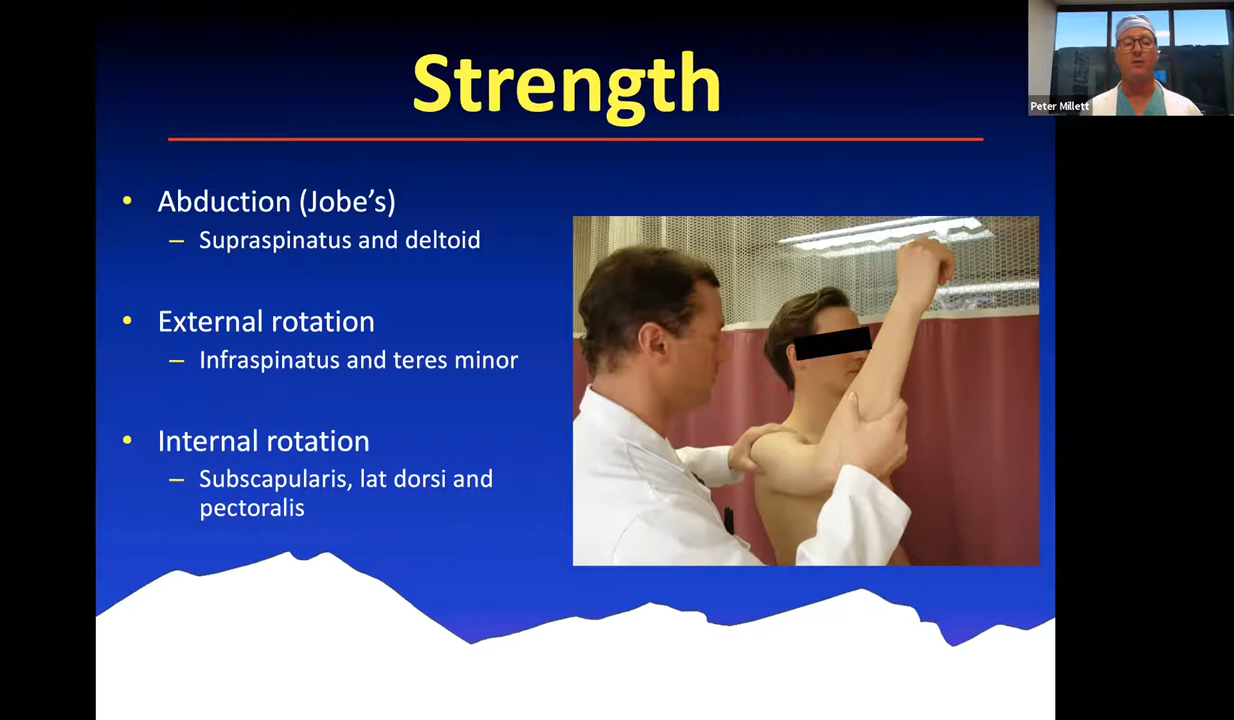 Strength
• Abduction (Jobe’s)
– Supraspinatus and deltoid
• External rotation
– Infraspinatus and teres minor
• Internal rotation
– Subscapularis, lat dorsi and
pectoralis
Peter Millett